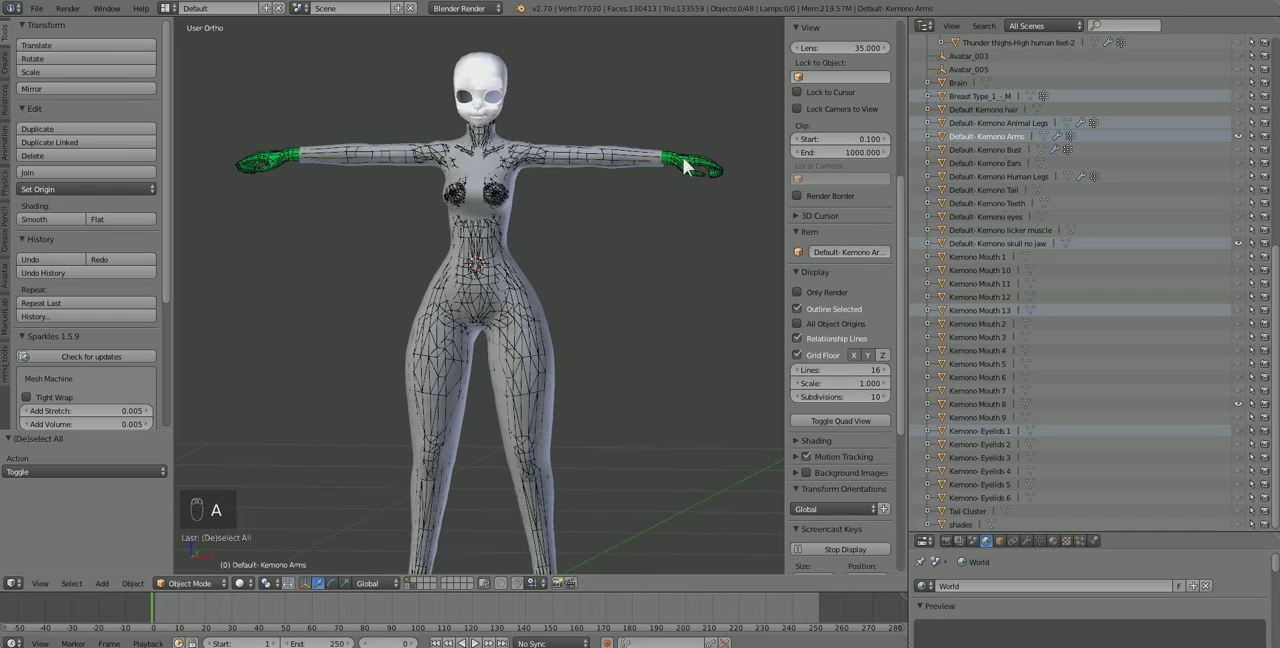 File Render Window Help Default Scene Blender Render v2.70 | Verts:77030 | Faces:130413 | Tris:133559 | Objects:0/48 | Lamps:0/0 | Mem:219.57M | Default- Kemono Arms
Transform
Translate
Rotate
Scale
Mirror
Edit
Duplicate
Duplicate Linked
Delete
Join
Set Origin
Shading:
Smooth Flat
History
Undo Redo
Undo History
Repeat:
Repeat Last
History...
Sparkles 1.5.9
Check for updates
Mesh Machine
Tight Wrap
Add Stretch: 0.005
Add Volume: 0.005
(De)select All
Action
Toggle
Tools
Create
Relations
Animation
Physics
Grease Pencil
Avastar
ManuelLab
mmd_tools
User Ortho
A
Last: (De)select All
(0) Default- Kemono Arms
View Select Add Object Object Mode Global
-50 -40 -30 -20 -10 0 10 20 30 40 50 60 70 80 90 100 110 120 130 140 150 160 170 180 190 200 210 220 230 240 250 260 270 280
View Marker Frame Playback Start: 1 End: 250 0 No Sync
View
Lens: 35.000
Lock to Object:
Lock to Cursor
Lock Camera to View
Clip:
Start: 0.100
End: 1000.000
Local Camera:
Render Border
3D Cursor
Item
Default- Kemono Ar...
Display
Only Render
Outline Selected
All Object Origins
Relationship Lines
Grid Floor X Y Z
Lines: 16
Scale: 1.000
Subdivisions: 10
Toggle Quad View
Shading
Motion Tracking
Background Images
Transform Orientations
Global
Screencast Keys
Stop Display
Size: Position:
View Search All Scenes
Thunder thighs-High human feet-2
Avatar_003
Avatar_005
Brain
Breast Type_1_-_M
Default Kemono hair
Default- Kemono Animal Legs
Default- Kemono Arms
Default- Kemono Bust
Default- Kemono Ears
Default- Kemono Human Legs
Default- Kemono Tail
Default- Kemono Teeth
Default- Kemono eyes
Default- Kemono licker muscle
Default- Kemono skull no jaw
Kemono Mouth 1
Kemono Mouth 10
Kemono Mouth 11
Kemono Mouth 12
Kemono Mouth 13
Kemono Mouth 2
Kemono Mouth 3
Kemono Mouth 4
Kemono Mouth 5
Kemono Mouth 6
Kemono Mouth 7
Kemono Mouth 8
Kemono Mouth 9
Kemono- Eyelids 1
Kemono- Eyelids 2
Kemono- Eyelids 3
Kemono- Eyelids 4
Kemono- Eyelids 5
Kemono- Eyelids 6
Tail Cluster
shades
World
World F
Preview